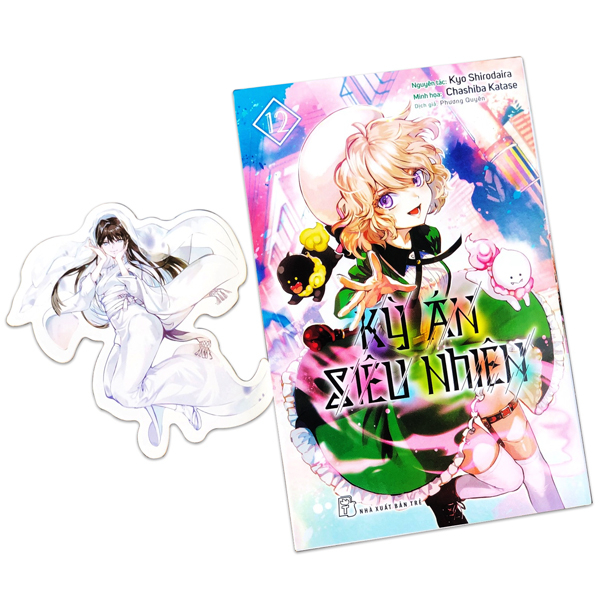 Nguyên tác: Kyo Shirodaira
Minh họa: Chashiba Katase
Dịch giả: Phương Quyên
12
KỲ ÁN
SIÊU NHIÊN
NHÀ XUẤT BẢN TRẺ